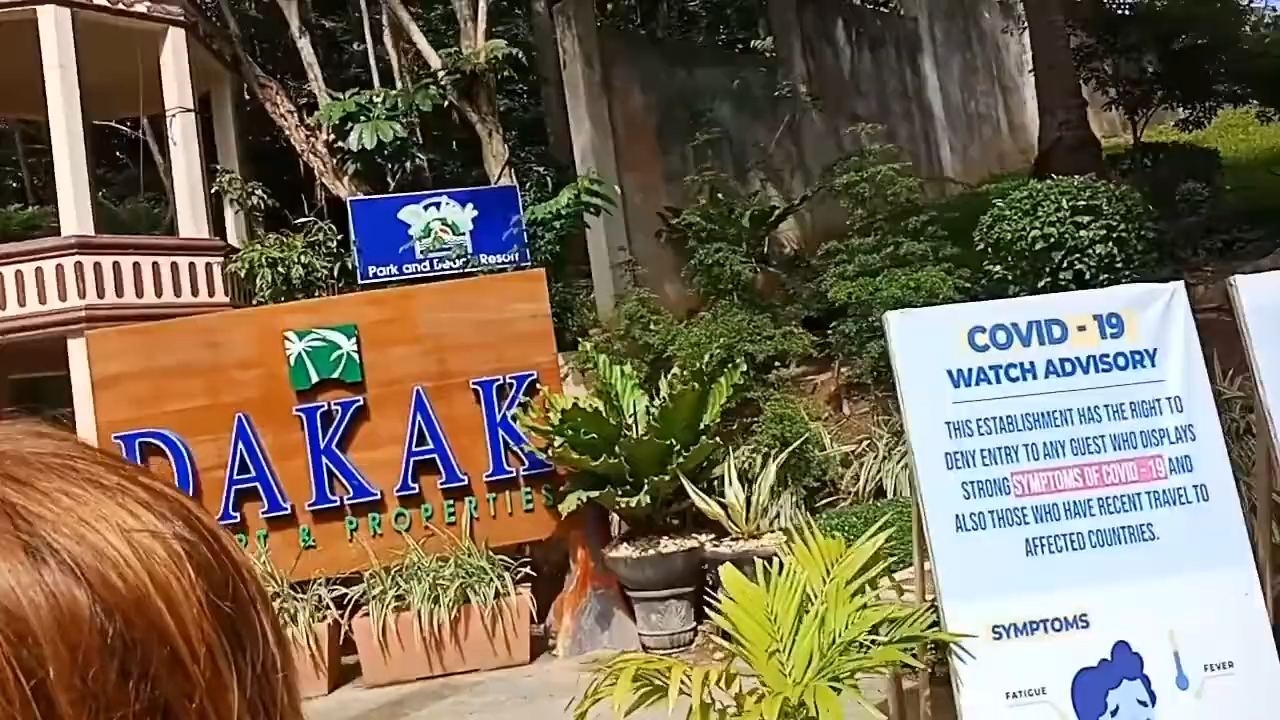 Park and Beach Resort
DAKAK
& PROPERTIES
COVID - 19
WATCH ADVISORY
THIS ESTABLISHMENT HAS THE RIGHT TO
DENY ENTRY TO ANY GUEST WHO DISPLAYS
STRONG SYMPTOMS OF COVID - 19 AND
ALSO THOSE WHO HAVE RECENT TRAVEL TO
AFFECTED COUNTRIES.
SYMPTOMS
FEVER
FATIGUE